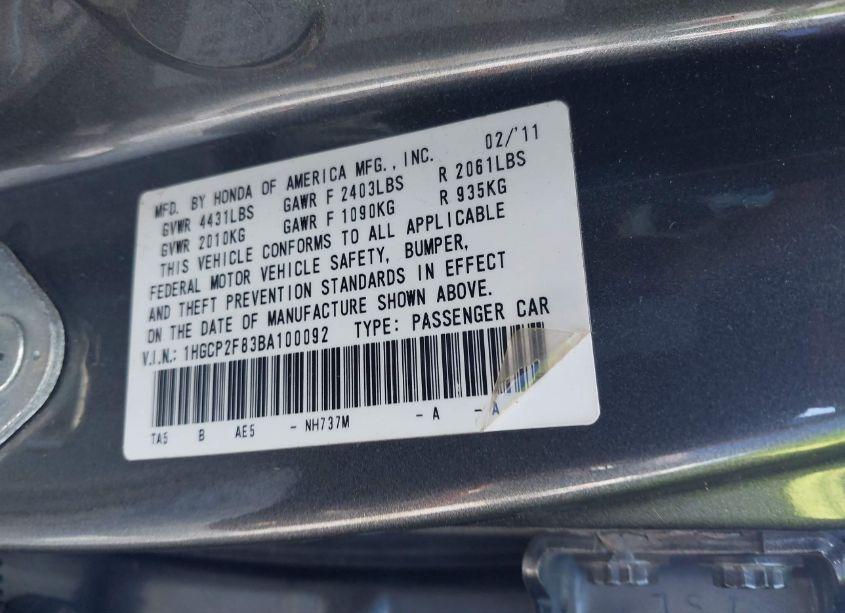 MFD. BY HONDA OF AMERICA MFG., INC. 02/'11
GVWR 4431LBS GAWR F 2403LBS R 2061LBS
GVWR 2010KG GAWR F 1090KG R 935KG
THIS VEHICLE CONFORMS TO ALL APPLICABLE
FEDERAL MOTOR VEHICLE SAFETY, BUMPER,
AND THEFT PREVENTION STANDARDS IN EFFECT
ON THE DATE OF MANUFACTURE SHOWN ABOVE.
V.I.N.: 1HGCP2F83BA100092 TYPE: PASSENGER CAR
TA5 B AE5 - NH737M - A - A